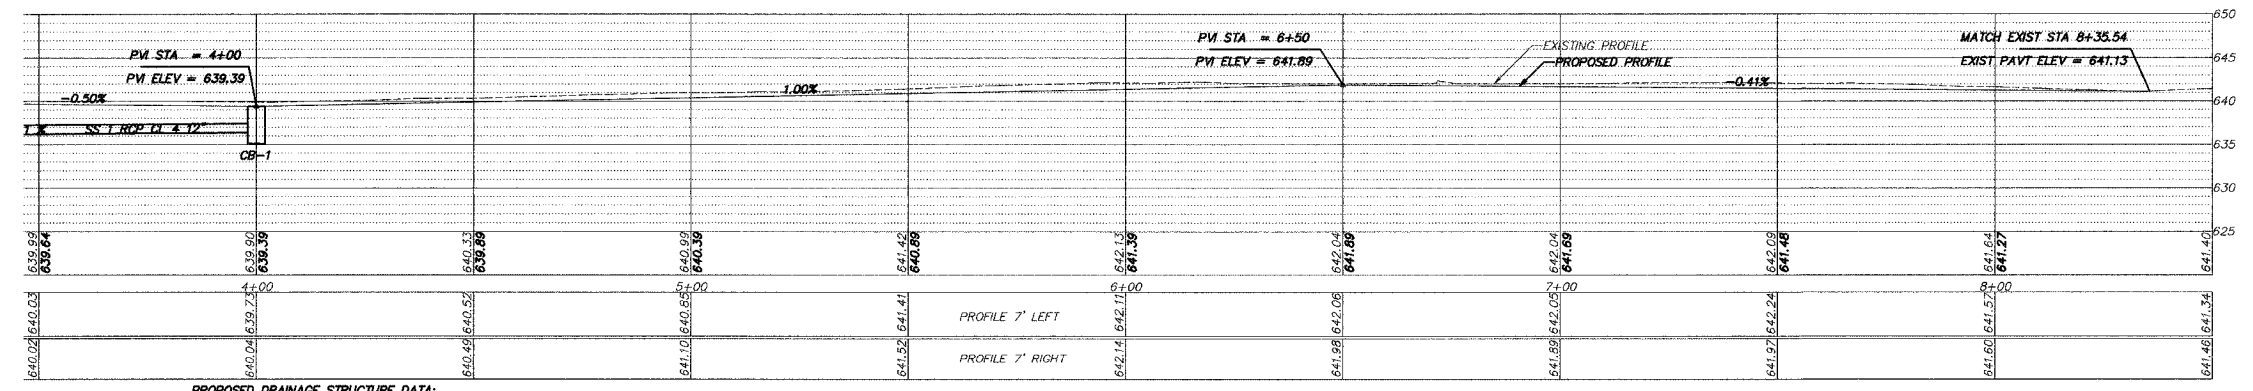 650
PVI STA = 4+00
PVI ELEV = 639.39
PVI STA = 6+50
PVI ELEV = 641.89
EXISTING PROFILE
PROPOSED PROFILE
MATCH EXIST STA 8+35.54
EXIST PAVT ELEV = 641.13
645
-0.50%
1.00%
-0.41%
640
SS 1 RCP CL 4 12"
CB-1
635
630
625
639.99 639.90 640.33 640.99 641.42 642.13 642.04 642.04 642.09 641.64 641.40
639.64 639.39 639.89 640.39 640.89 641.39 641.89 641.69 641.48 641.27
4+00 5+00 6+00 7+00 8+00
640.03 639.73 640.52 640.85 641.41 PROFILE 7' LEFT 642.11 642.06 642.05 642.24 641.57 641.34
640.02 640.04 640.49 641.10 641.52 PROFILE 7' RIGHT 642.14 641.98 641.89 641.97 641.60 641.46
PROPOSED DRAINAGE STRUCTURE DATA: